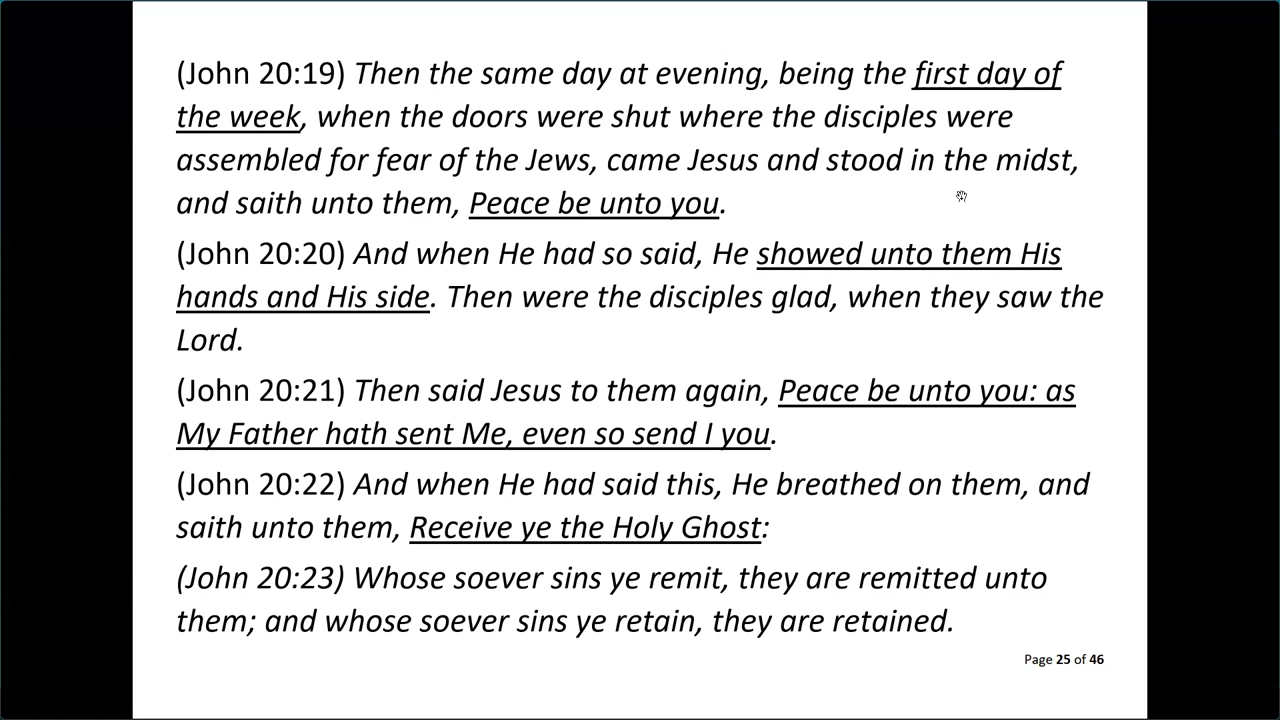 (John 20:19) Then the same day at evening, being the first day of
the week, when the doors were shut where the disciples were
assembled for fear of the Jews, came Jesus and stood in the midst,
and saith unto them, Peace be unto you.
(John 20:20) And when He had so said, He showed unto them His
hands and His side. Then were the disciples glad, when they saw the
Lord.
(John 20:21) Then said Jesus to them again, Peace be unto you: as
My Father hath sent Me, even so send I you.
(John 20:22) And when He had said this, He breathed on them, and
saith unto them, Receive ye the Holy Ghost:
(John 20:23) Whose soever sins ye remit, they are remitted unto
them; and whose soever sins ye retain, they are retained.
Page 25 of 46